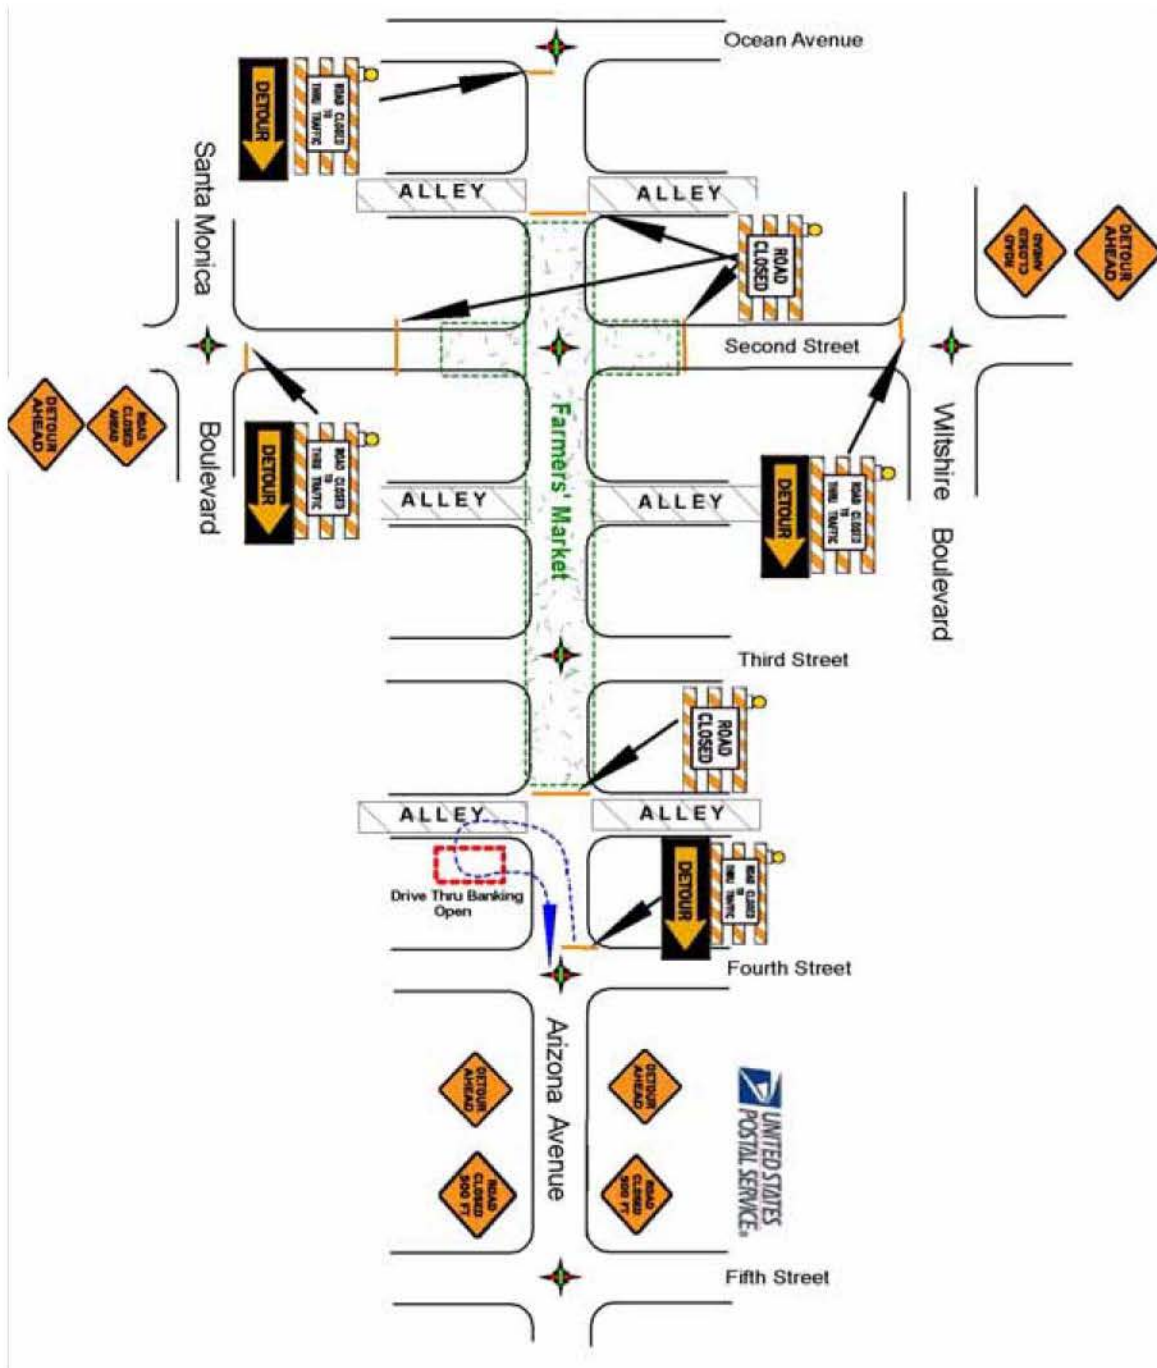 Ocean Avenue
ROAD CLOSED
TO
THRU TRAFFIC
DETOUR
Santa Monica
ALLEY
ALLEY
ROAD
CLOSED
ROAD
CLOSED
AHEAD
DETOUR
AHEAD
Second Street
DETOUR
AHEAD
ROAD
CLOSED
AHEAD
Boulevard
ROAD CLOSED
TO
THRU TRAFFIC
DETOUR
Farmers' Market
Wiltshire Boulevard
ROAD CLOSED
TO
THRU TRAFFIC
DETOUR
ALLEY
ALLEY
Third Street
ROAD
CLOSED
ALLEY
ALLEY
Drive Thru Banking
Open
ROAD CLOSED
TO
THRU TRAFFIC
DETOUR
Fourth Street
Arizona Avenue
DETOUR
AHEAD
DETOUR
AHEAD
UNITED STATES
POSTAL SERVICE®
ROAD
CLOSED
500 FT
ROAD
CLOSED
500 FT
Fifth Street